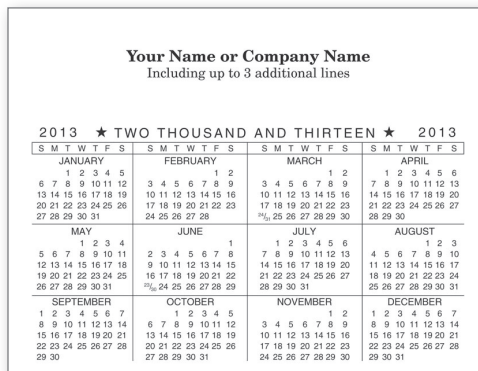 Your Name or Company Name
Including up to 3 additional lines
2013 ★ TWO THOUSAND AND THIRTEEN ★ 2013
S M T W T F S S M T W T F S S M T W T F S S M T W T F S
JANUARY FEBRUARY MARCH APRIL
1 2 3 4 5 1 2 1 2 1 2 3 4 5 6
6 7 8 9 10 11 12 3 4 5 6 7 8 9 3 4 5 6 7 8 9 7 8 9 10 11 12 13
13 14 15 16 17 18 19 10 11 12 13 14 15 16 10 11 12 13 14 15 16 14 15 16 17 18 19 20
20 21 22 23 24 25 26 17 18 19 20 21 22 23 17 18 19 20 21 22 23 21 22 23 24 25 26 27
27 28 29 30 31 24 25 26 27 28 24/31 25 26 27 28 29 30 28 29 30
MAY JUNE JULY AUGUST
1 2 3 4 1 1 2 3 4 5 6 1 2 3
5 6 7 8 9 10 11 2 3 4 5 6 7 8 7 8 9 10 11 12 13 4 5 6 7 8 9 10
12 13 14 15 16 17 18 9 10 11 12 13 14 15 14 15 16 17 18 19 20 11 12 13 14 15 16 17
19 20 21 22 23 24 25 16 17 18 19 20 21 22 21 22 23 24 25 26 27 18 19 20 21 22 23 24
26 27 28 29 30 31 23/30 24 25 26 27 28 29 28 29 30 31 25 26 27 28 29 30 31
SEPTEMBER OCTOBER NOVEMBER DECEMBER
1 2 3 4 5 6 7 1 2 3 4 5 1 2 1 2 3 4 5 6 7
8 9 10 11 12 13 14 6 7 8 9 10 11 12 3 4 5 6 7 8 9 8 9 10 11 12 13 14
15 16 17 18 19 20 21 13 14 15 16 17 18 19 10 11 12 13 14 15 16 15 16 17 18 19 20 21
22 23 24 25 26 27 28 20 21 22 23 24 25 26 17 18 19 20 21 22 23 22 23 24 25 26 27 28
29 30 27 28 29 30 31 24 25 26 27 28 29 30 29 30 31